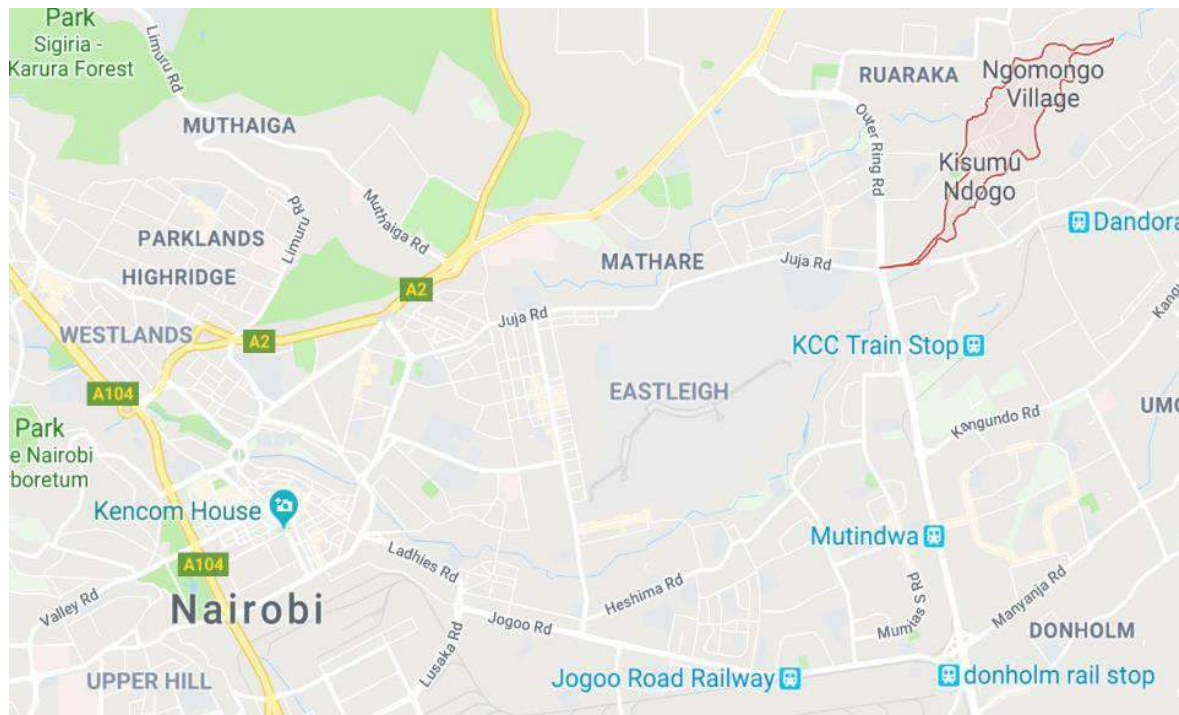 Park
Sigiria -
Karura Forest
Limuru Rd
MUTHAIGA
RUARAKA
Ngomongo
Village
Outer Ring Rd
Kisumu
Ndogo
Muthaiga Rd
Limuru Rd
PARKLANDS
HIGHRIDGE
MATHARE
Juja Rd
Dandora
A2
Juja Rd
WESTLANDS
A2
KCC Train Stop
Kangundo
A104
EASTLEIGH
UMO
Kangundo Rd
Park
e Nairobi
boretum
Kencom House
Mutindwa
A104
Ladhies Rd
Valley Rd
Nairobi
Heshima Rd
Mumias S Rd
Manyanja Rd
Jogoo Rd
Lusaka Rd
DONHOLM
UPPER HILL
Jogoo Road Railway
donholm rail stop